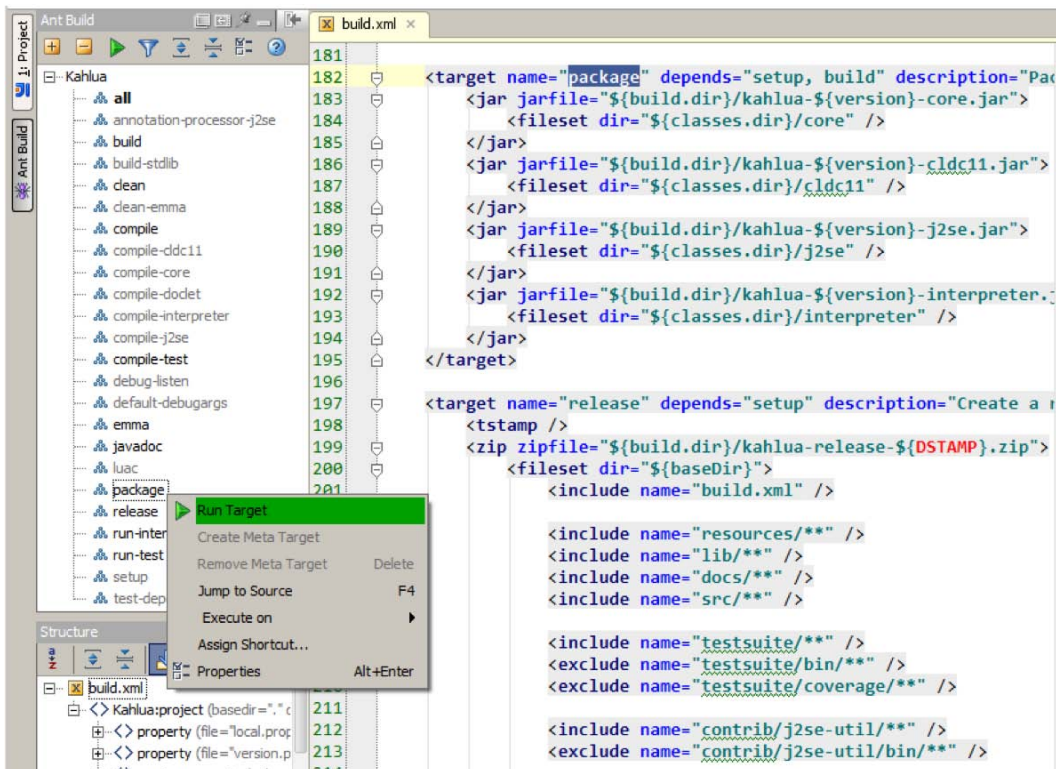 1: Project
Ant Build
Ant Build
Kahlua
all
annotation-processor-j2se
build
build-stdlib
clean
clean-emma
compile
compile-cldc11
compile-core
compile-doclet
compile-interpreter
compile-j2se
compile-test
debug-listen
default-debugargs
emma
javadoc
luac
package
release
run-inter
run-test
setup
test-dep
Run Target
Create Meta Target
Remove Meta Target Delete
Jump to Source F4
Execute on
Assign Shortcut...
Properties Alt+Enter
Structure
build.xml
Kahlua:project (basedir="."
property (file="local.prop
property (file="version.p
build.xml
181
182 <target name="package" depends="setup, build" description="Pac
183 <jar jarfile="${build.dir}/kahlua-${version}-core.jar">
184 <fileset dir="${classes.dir}/core" />
185 </jar>
186 <jar jarfile="${build.dir}/kahlua-${version}-cldc11.jar">
187 <fileset dir="${classes.dir}/cldc11" />
188 </jar>
189 <jar jarfile="${build.dir}/kahlua-${version}-j2se.jar">
190 <fileset dir="${classes.dir}/j2se" />
191 </jar>
192 <jar jarfile="${build.dir}/kahlua-${version}-interpreter.j
193 <fileset dir="${classes.dir}/interpreter" />
194 </jar>
195 </target>
196
197 <target name="release" depends="setup" description="Create a r
198 <tstamp />
199 <zip zipfile="${build.dir}/kahlua-release-${DSTAMP}.zip">
200 <fileset dir="${baseDir}">
201 <include name="build.xml" />
<include name="resources/**" />
<include name="lib/**" />
<include name="docs/**" />
<include name="src/**" />
<include name="testsuite/**" />
<exclude name="testsuite/bin/**" />
<exclude name="testsuite/coverage/**" />
211
212 <include name="contrib/j2se-util/**" />
213 <exclude name="contrib/j2se-util/bin/**" />